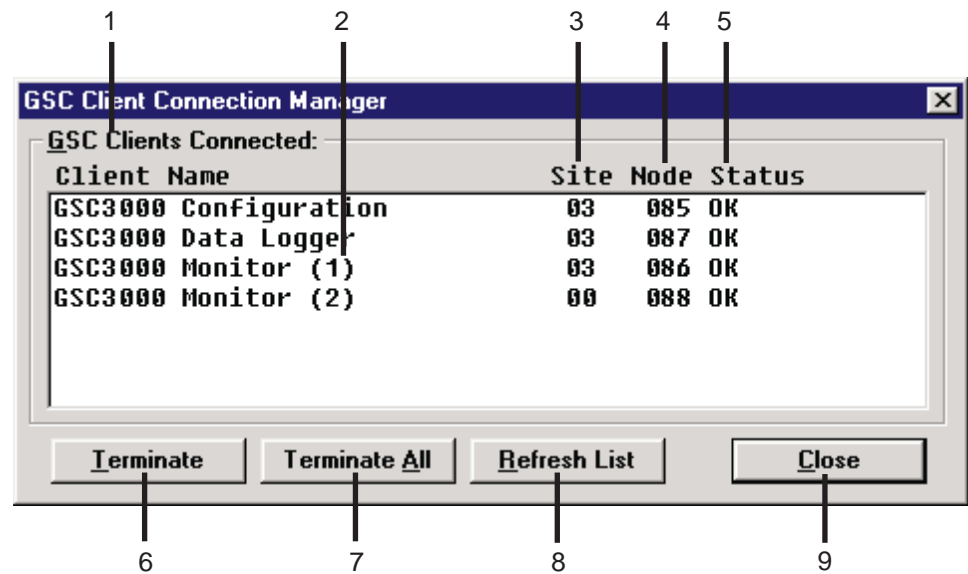 1 2 3 4 5
GSC Client Connection Manager
GSC Clients Connected:
Client Name Site Node Status
GSC3000 Configuration 03 085 OK
GSC3000 Data Logger 03 087 OK
GSC3000 Monitor (1) 03 086 OK
GSC3000 Monitor (2) 00 088 OK
Terminate Terminate All Refresh List Close
6 7 8 9